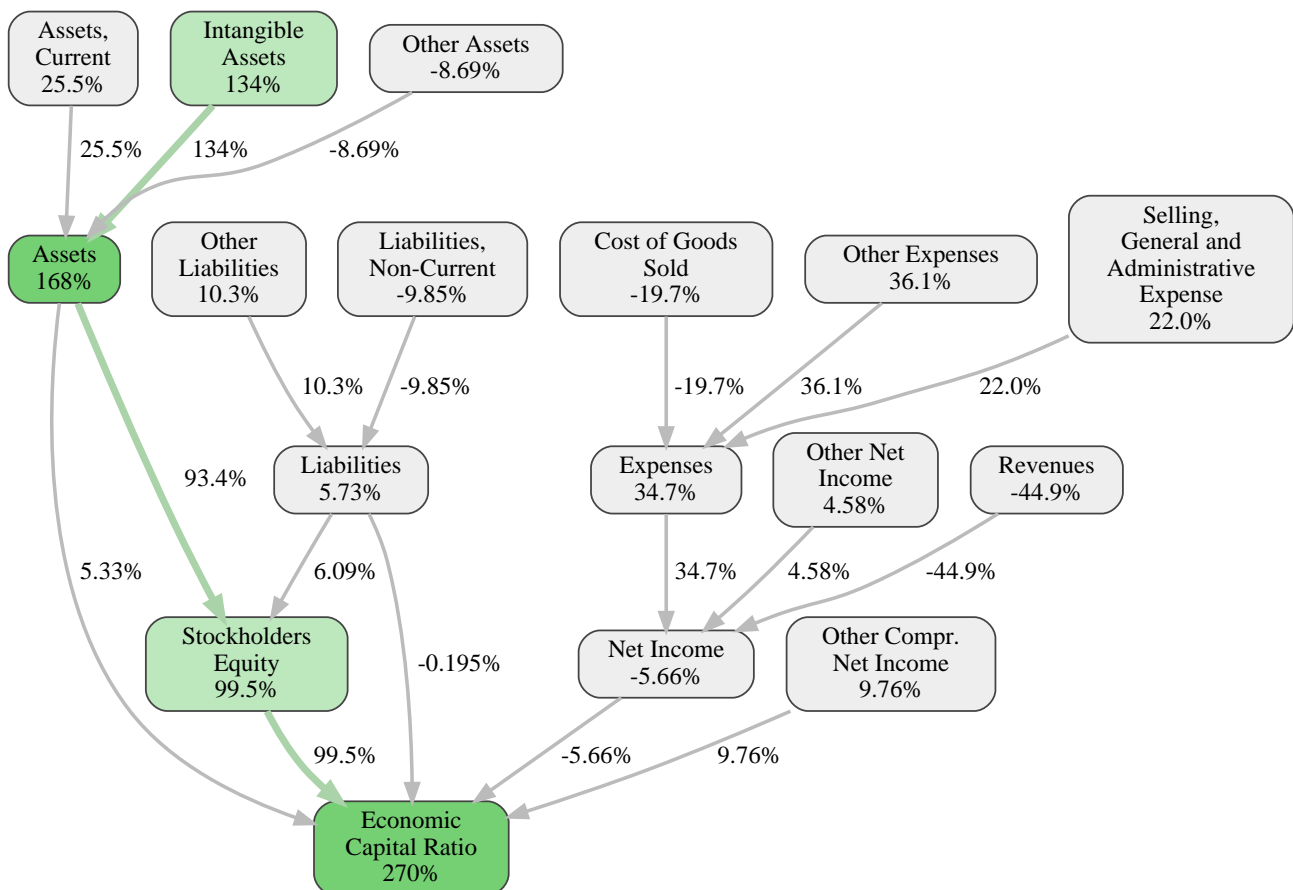 Assets,
Current
25.5%
Intangible
Assets
134%
Other Assets
-8.69%
25.5%
134%
-8.69%
Assets
168%
Other
Liabilities
10.3%
Liabilities,
Non-Current
-9.85%
Cost of Goods
Sold
-19.7%
Other Expenses
36.1%
Selling,
General and
Administrative
Expense
22.0%
10.3%
-9.85%
-19.7%
36.1%
22.0%
93.4%
Liabilities
5.73%
Expenses
34.7%
Other Net
Income
4.58%
Revenues
-44.9%
5.33%
6.09%
34.7%
4.58%
-44.9%
Stockholders
Equity
99.5%
-0.195%
Net Income
-5.66%
Other Compr.
Net Income
9.76%
99.5%
-5.66%
9.76%
Economic
Capital Ratio
270%